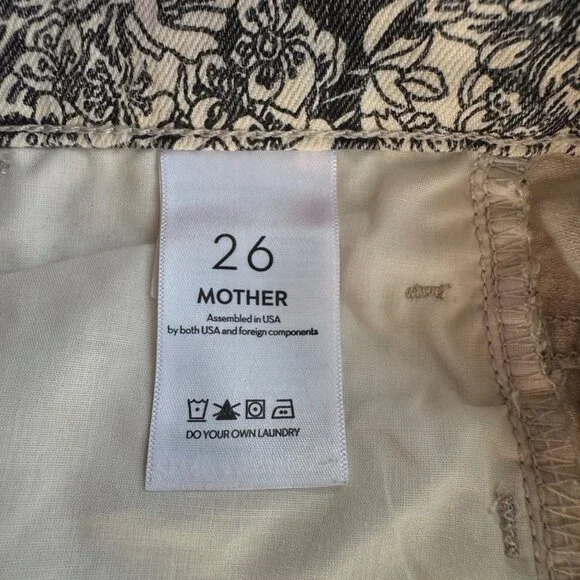 26
MOTHER
Assembled in USA
by both USA and foreign components
DO YOUR OWN LAUNDRY